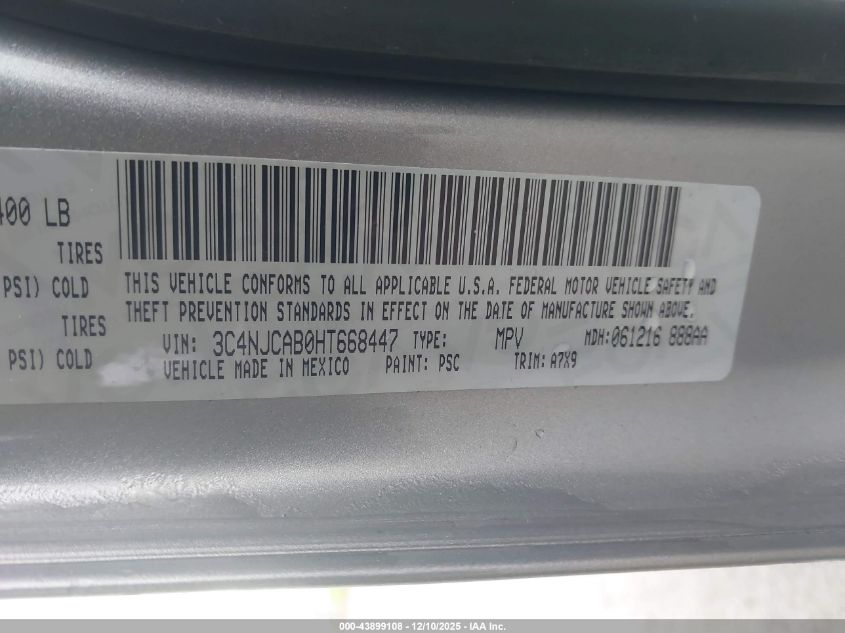 400 LB
TIRES
PSI) COLD
TIRES
PSI) COLD
THIS VEHICLE CONFORMS TO ALL APPLICABLE U.S.A. FEDERAL MOTOR VEHICLE SAFETY AND
THEFT PREVENTION STANDARDS IN EFFECT ON THE DATE OF MANUFACTURE SHOWN ABOVE.
VIN: 3C4NJCAB0HT668447 TYPE: MPV MDH:061216 888AA
VEHICLE MADE IN MEXICO PAINT: PSC TRIM: A7X9
000-43899108 - 12/10/2025 - IAA Inc.